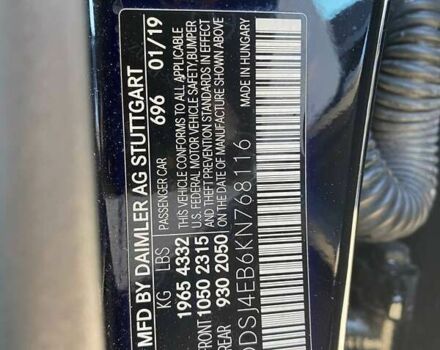 MFD BY DAIMLER AG STUTTGART
PASSENGER CAR 696 01/19
KG LBS
1965 4332
FRONT 1050 2315
REAR 930 2050
THIS VEHICLE CONFORMS TO ALL APPLICABLE
U.S. FEDERAL MOTOR VEHICLE SAFETY, BUMPER
AND THEFT PREVENTION STANDARDS IN EFFECT
ON THE DATE OF MANUFACTURE SHOWN ABOVE
MADE IN HUNGARY
DDSJ4EB6KN768116